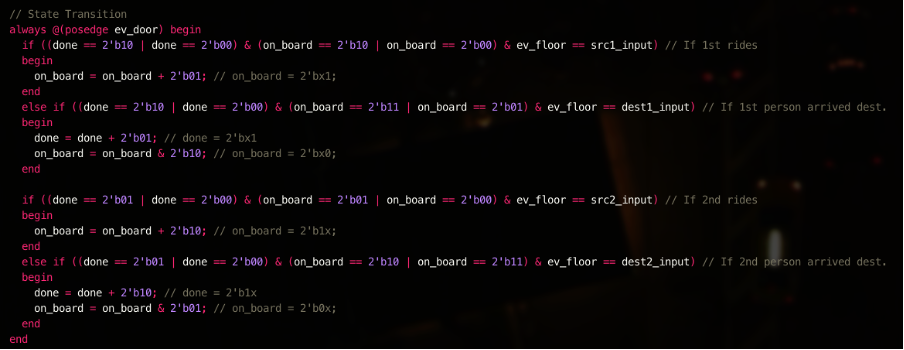 // State Transition
always @(posedge ev_door) begin
  if ((done == 2'b10 | done == 2'b00) & (on_board == 2'b10 | on_board == 2'b00) & ev_floor == src1_input) // If 1st rides
  begin
    on_board = on_board + 2'b01; // on_board = 2'bx1;
  end
  else if ((done == 2'b10 | done == 2'b00) & (on_board == 2'b11 | on_board == 2'b01) & ev_floor == dest1_input) // If 1st person arrived dest.
  begin
    done = done + 2'b01; // done = 2'bx1
    on_board = on_board & 2'b10; // on_board = 2'bx0;
  end

  if ((done == 2'b01 | done == 2'b00) & (on_board == 2'b01 | on_board == 2'b00) & ev_floor == src2_input) // If 2nd rides
  begin
    on_board = on_board + 2'b10; // on_board = 2'b1x;
  end
  else if ((done == 2'b01 | done == 2'b00) & (on_board == 2'b10 | on_board == 2'b11) & ev_floor == dest2_input) // If 2nd person arrived dest.
  begin
    done = done + 2'b10; // done = 2'b1x
    on_board = on_board & 2'b01; // on_board = 2'b0x;
  end
end